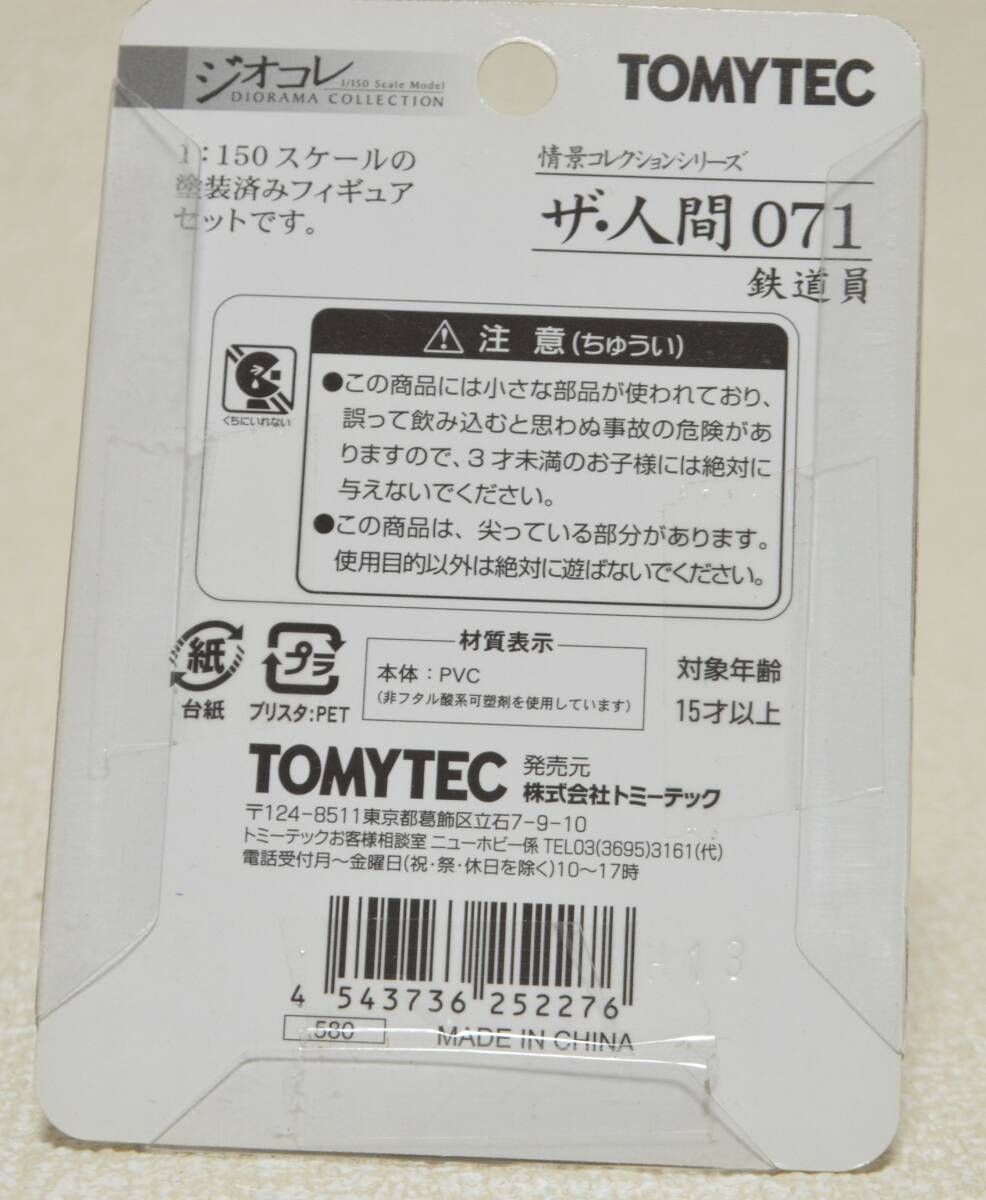 ジオコレ
1/150 Scale Model
DIORAMA COLLECTION
TOMYTEC
1:150スケールの
塗装済みフィギュア
セットです。
情景コレクションシリーズ
ザ・人間 071
鉄道員
注 意(ちゅうい)
くちにいれない
●この商品には小さな部品が使われており、
誤って飲み込むと思わぬ事故の危険があ
りますので、3才未満のお子様には絶対に
与えないでください。
●この商品は、尖っている部分があります。
使用目的以外は絶対に遊ばないでください。
紙
台紙
プラ
ブリスタ:PET
材質表示
本体:PVC
(非フタル酸系可塑剤を使用しています)
対象年齢
15才以上
TOMYTEC
発売元
株式会社トミーテック
〒124-8511東京都葛飾区立石7-9-10
トミーテックお客様相談室 ニューホビー係 TEL03(3695)3161(代)
電話受付月〜金曜日(祝・祭・休日を除く)10〜17時
4 543736 252276
580
MADE IN CHINA